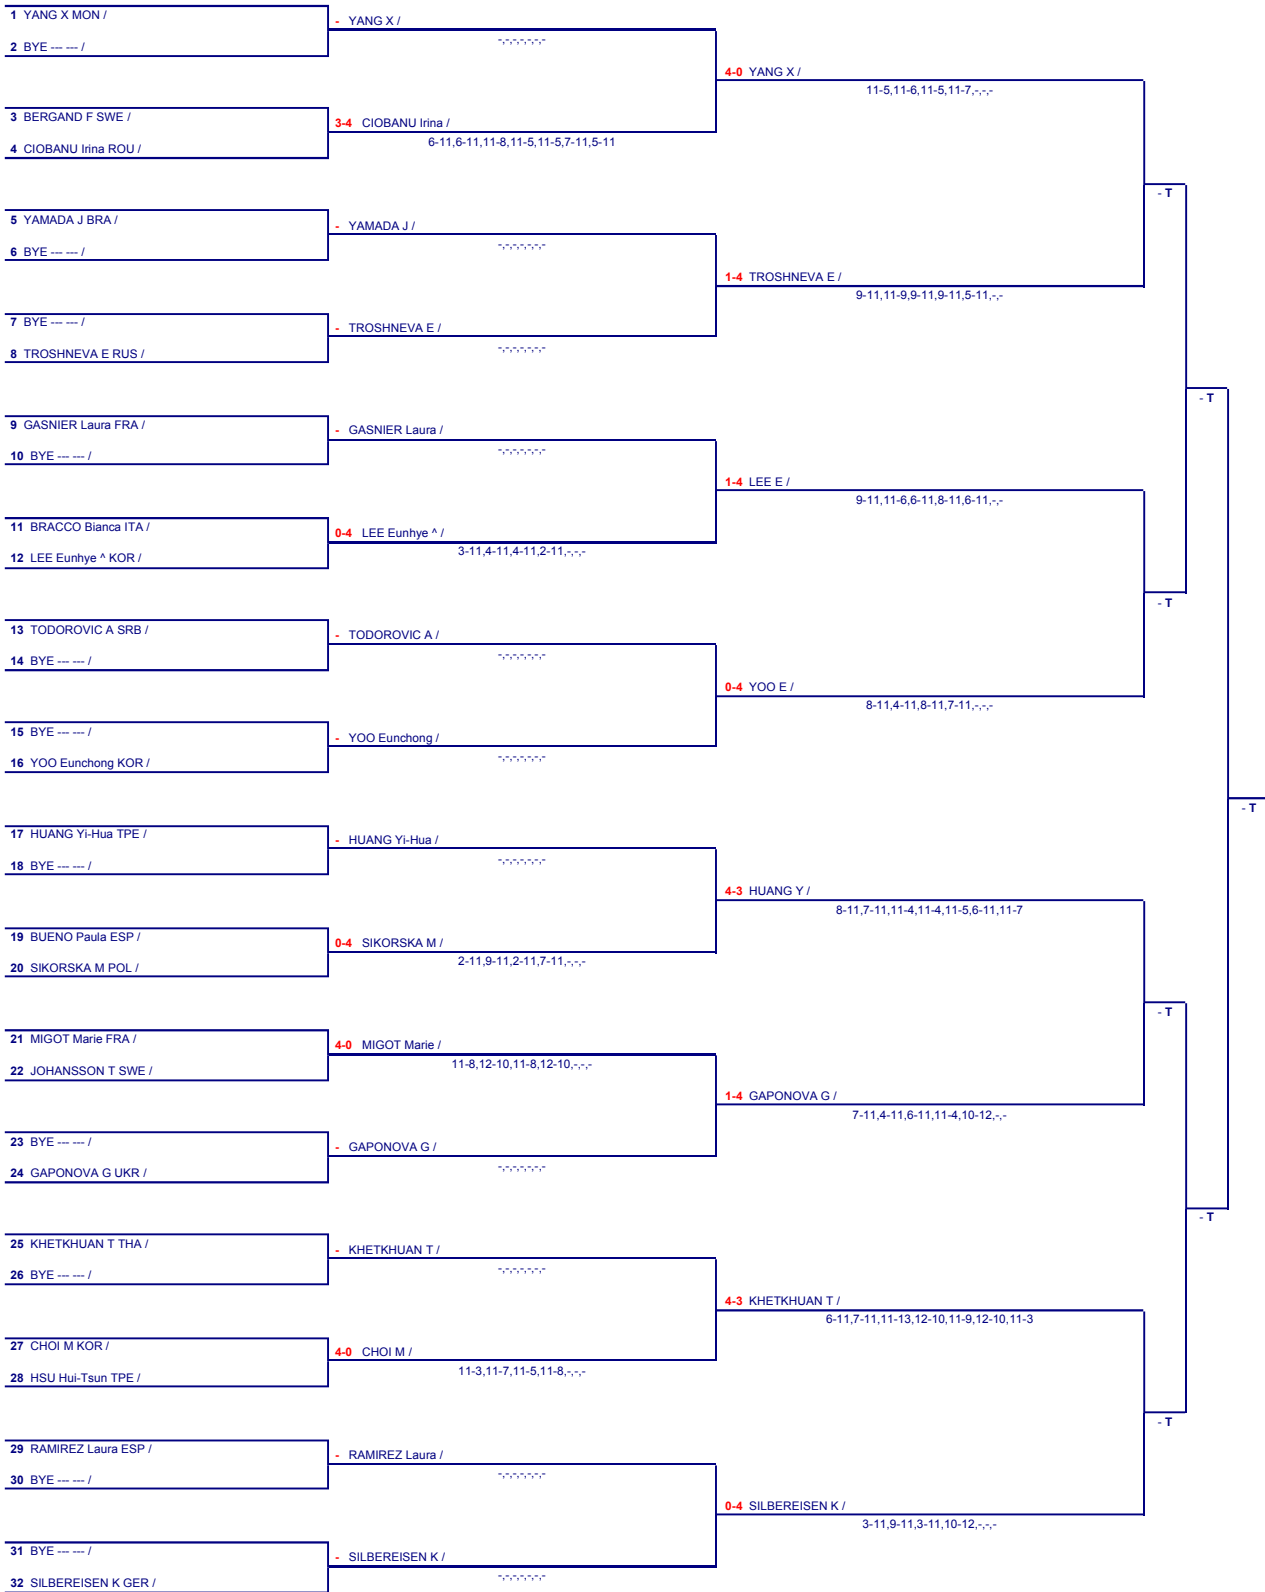 1 YANG X MON /
- YANG X /
-,-,-,-,-,-,-
2 BYE --- --- /
4-0 YANG X /
11-5,11-6,11-5,11-7,-,-,-
3 BERGAND F SWE /
3-4 CIOBANU Irina /
6-11,6-11,11-8,11-5,11-5,7-11,5-11
4 CIOBANU Irina ROU /
- T
5 YAMADA J BRA /
- YAMADA J /
-,-,-,-,-,-,-
6 BYE --- --- /
1-4 TROSHNEVA E /
9-11,11-9,9-11,9-11,5-11,-,-
7 BYE --- --- /
- TROSHNEVA E /
-,-,-,-,-,-,-
8 TROSHNEVA E RUS /
- T
9 GASNIER Laura FRA /
- GASNIER Laura /
-,-,-,-,-,-,-
10 BYE --- --- /
1-4 LEE E /
9-11,11-6,6-11,8-11,6-11,-,-
11 BRACCO Bianca ITA /
0-4 LEE Eunhye ^ /
3-11,4-11,4-11,2-11,-,-,-
12 LEE Eunhye ^ KOR /
- T
13 TODOROVIC A SRB /
- TODOROVIC A /
-,-,-,-,-,-,-
14 BYE --- --- /
0-4 YOO E /
8-11,4-11,8-11,7-11,-,-,-
15 BYE --- --- /
- YOO Eunchong /
-,-,-,-,-,-,-
16 YOO Eunchong KOR /
- T
17 HUANG Yi-Hua TPE /
- HUANG Yi-Hua /
-,-,-,-,-,-,-
18 BYE --- --- /
4-3 HUANG Y /
8-11,7-11,11-4,11-4,11-5,6-11,11-7
19 BUENO Paula ESP /
0-4 SIKORSKA M /
2-11,9-11,2-11,7-11,-,-,-
20 SIKORSKA M POL /
- T
21 MIGOT Marie FRA /
4-0 MIGOT Marie /
11-8,12-10,11-8,12-10,-,-,-
22 JOHANSSON T SWE /
1-4 GAPONOVA G /
7-11,4-11,6-11,11-4,10-12,-,-
23 BYE --- --- /
- GAPONOVA G /
-,-,-,-,-,-,-
24 GAPONOVA G UKR /
- T
25 KHETKHUAN T THA /
- KHETKHUAN T /
-,-,-,-,-,-,-
26 BYE --- --- /
4-3 KHETKHUAN T /
6-11,7-11,11-13,12-10,11-9,12-10,11-3
27 CHOI M KOR /
4-0 CHOI M /
11-3,11-7,11-5,11-8,-,-,-
28 HSU Hui-Tsun TPE /
- T
29 RAMIREZ Laura ESP /
- RAMIREZ Laura /
-,-,-,-,-,-,-
30 BYE --- --- /
0-4 SILBEREISEN K /
3-11,9-11,3-11,10-12,-,-,-
31 BYE --- --- /
- SILBEREISEN K /
-,-,-,-,-,-,-
32 SILBEREISEN K GER /